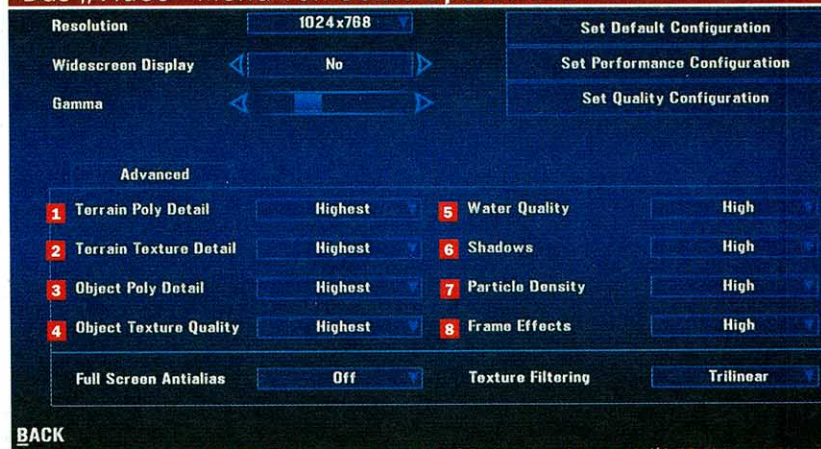 Resolution 1024x768
Set Default Configuration
Widescreen Display No
Set Performance Configuration
Gamma
Set Quality Configuration
Advanced
1 Terrain Poly Detail Highest
5 Water Quality High
2 Terrain Texture Detail Highest
6 Shadows High
3 Object Poly Detail Highest
7 Particle Density High
4 Object Texture Quality Highest
8 Frame Effects High
Full Screen Antialias Off
Texture Filtering Trilinear
BACK